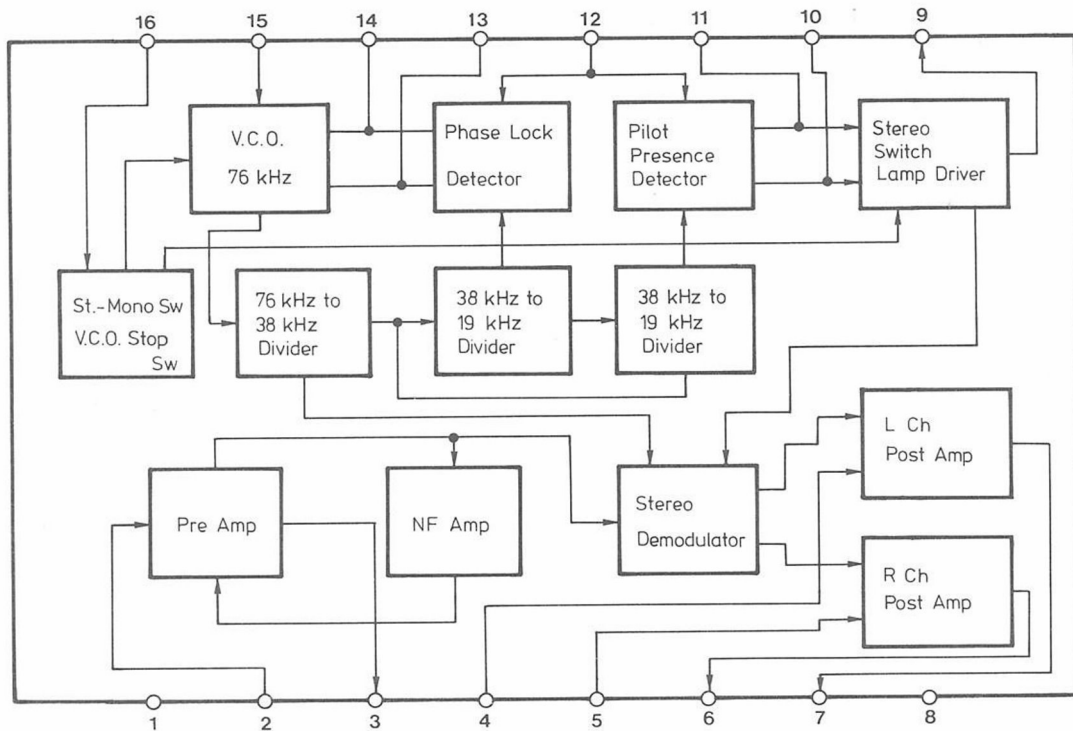 16 15 14 13 12 11 10 9
V.C.O.
76 kHz
Phase Lock
Detector
Pilot
Presence
Detector
Stereo
Switch
Lamp Driver
St.-Mono Sw
V.C.O. Stop
Sw
76 kHz to
38 kHz
Divider
38 kHz to
19 kHz
Divider
38 kHz to
19 kHz
Divider
Pre Amp
NF Amp
Stereo
Demodulator
L Ch
Post Amp
R Ch
Post Amp
1 2 3 4 5 6 7 8